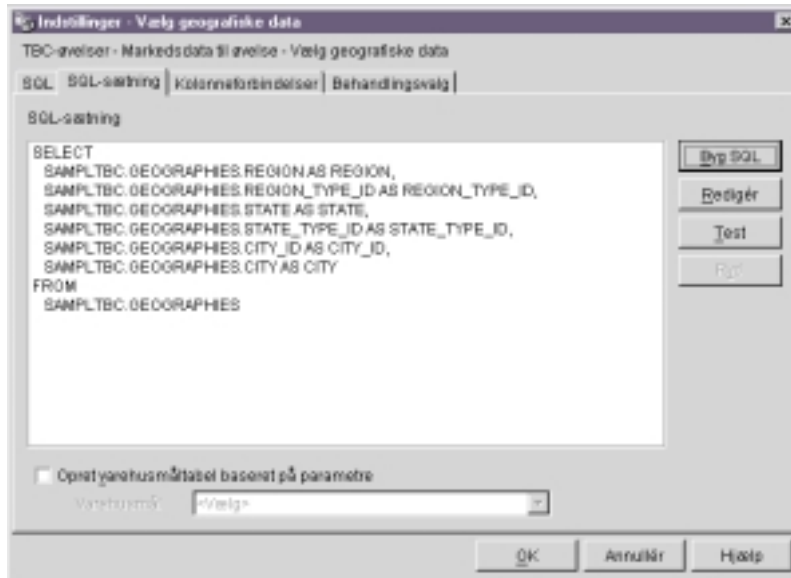 Indstillinger - Vælg geografiske data
TBC-øvelser - Markedsdata til øvelse - Vælg geografiske data
SQL SQL-sætning Kolonneforbindelser Behandlingsvalg
SQL-sætning
SELECT
SAMPLTBC.GEOGRAPHIES.REGION AS REGION,
SAMPLTBC.GEOGRAPHIES.REGION_TYPE_ID AS REGION_TYPE_ID,
SAMPLTBC.GEOGRAPHIES.STATE AS STATE,
SAMPLTBC.GEOGRAPHIES.STATE_TYPE_ID AS STATE_TYPE_ID,
SAMPLTBC.GEOGRAPHIES.CITY_ID AS CITY_ID,
SAMPLTBC.GEOGRAPHIES.CITY AS CITY
FROM
SAMPLTBC.GEOGRAPHIES
Byg SQL
Redigér
Test
Ryd
Opret varehusmåltabel baseret på parametre
Varehusmål <Vælg>
OK Annullér Hjælp